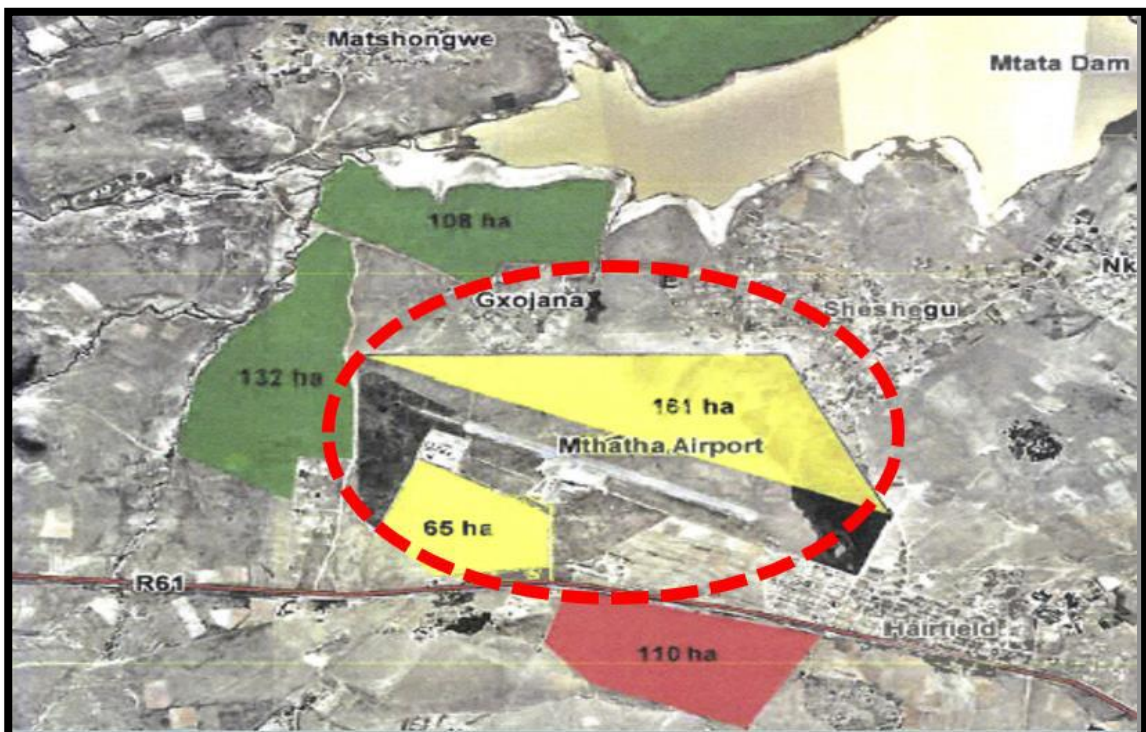 Matshongwe
Mtata Dam
108 ha
Nk
Gxojana
Sheshegu
132 ha
161 ha
Mthatha Airport
65 ha
R61
Hairfield
110 ha